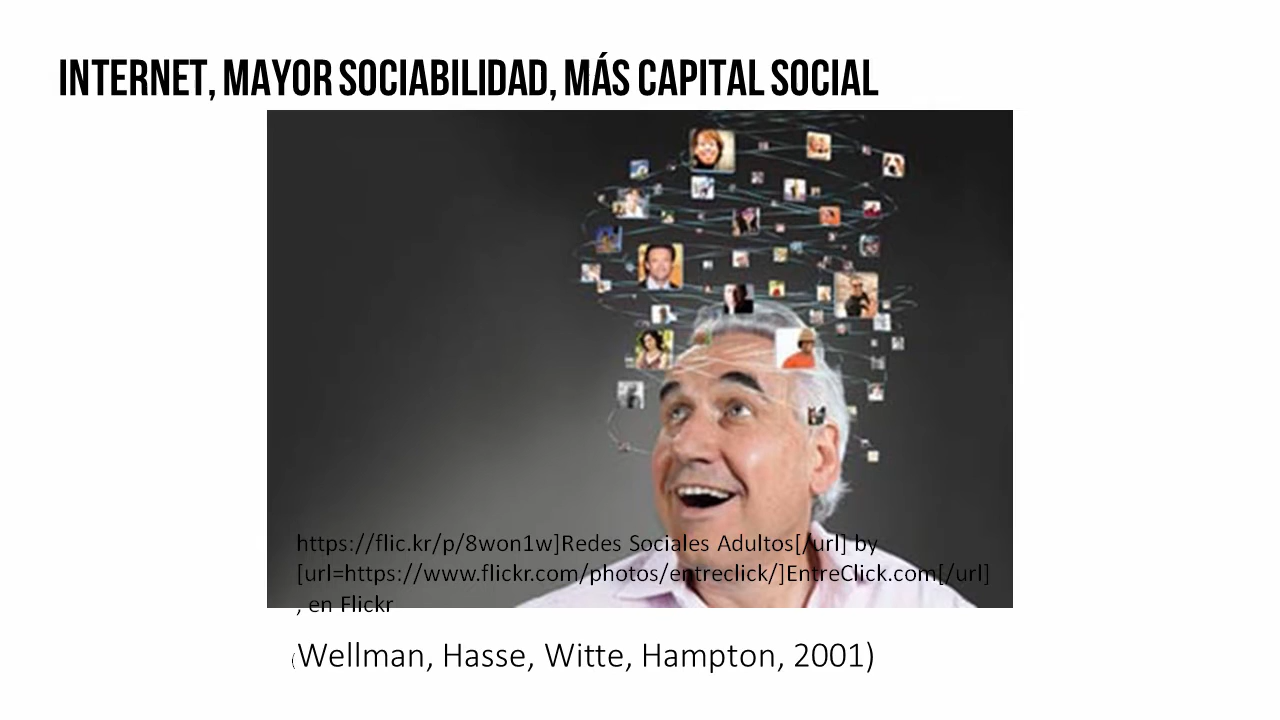 INTERNET, MAYOR SOCIABILIDAD, MÁS CAPITAL SOCIAL
https://flic.kr/p/8won1w]Redes Sociales Adultos[/url] by
[url=https://www.flickr.com/photos/entreclick/]EntreClick.com[/url]
, en Flickr
(Wellman, Hasse, Witte, Hampton, 2001)